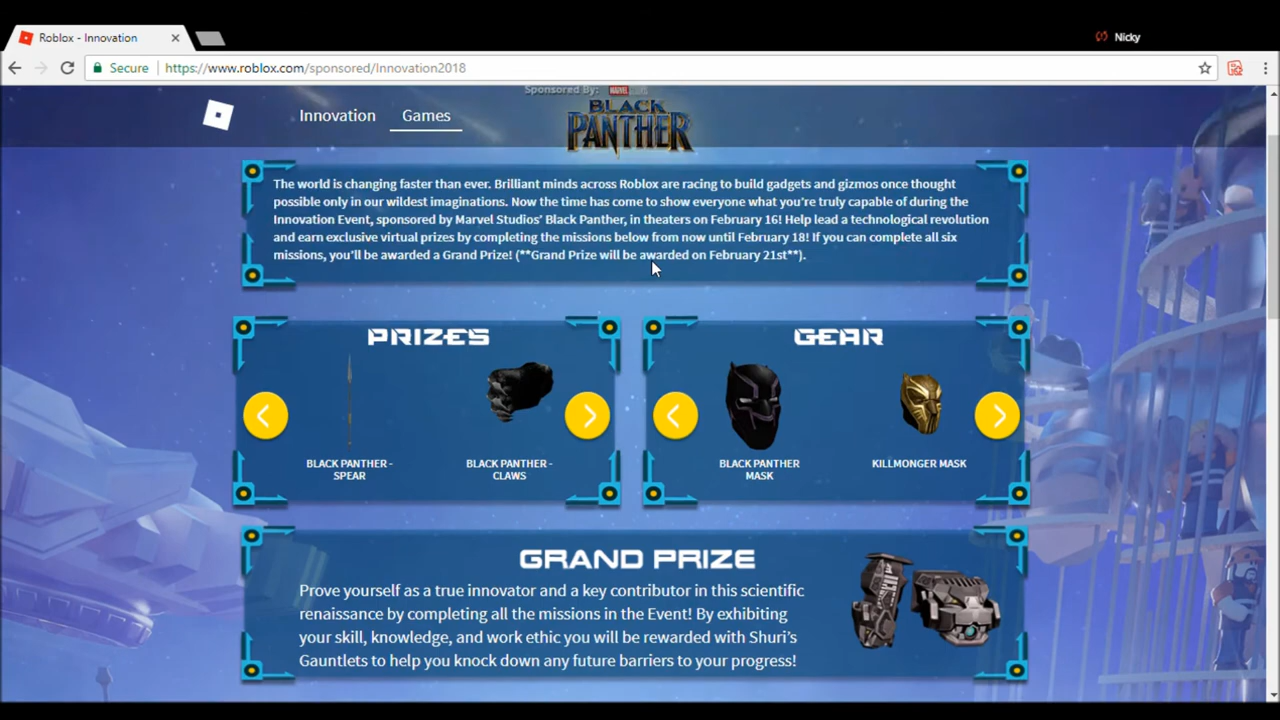 Roblox - Innovation
Nicky
Secure https://www.roblox.com/sponsored/Innovation2018
Sponsored By: MARVEL STUDIOS
Innovation Games
BLACK
PANTHER
The world is changing faster than ever. Brilliant minds across Roblox are racing to build gadgets and gizmos once thought
possible only in our wildest imaginations. Now the time has come to show everyone what you're truly capable of during the
Innovation Event, sponsored by Marvel Studios' Black Panther, in theaters on February 16! Help lead a technological revolution
and earn exclusive virtual prizes by completing the missions below from now until February 18! If you can complete all six
missions, you'll be awarded a Grand Prize! (**Grand Prize will be awarded on February 21st**).
PRIZES
GEAR
BLACK PANTHER -
SPEAR
BLACK PANTHER -
CLAWS
BLACK PANTHER
MASK
KILLMONGER MASK
GRAND PRIZE
Prove yourself as a true innovator and a key contributor in this scientific
renaissance by completing all the missions in the Event! By exhibiting
your skill, knowledge, and work ethic you will be rewarded with Shuri's
Gauntlets to help you knock down any future barriers to your progress!